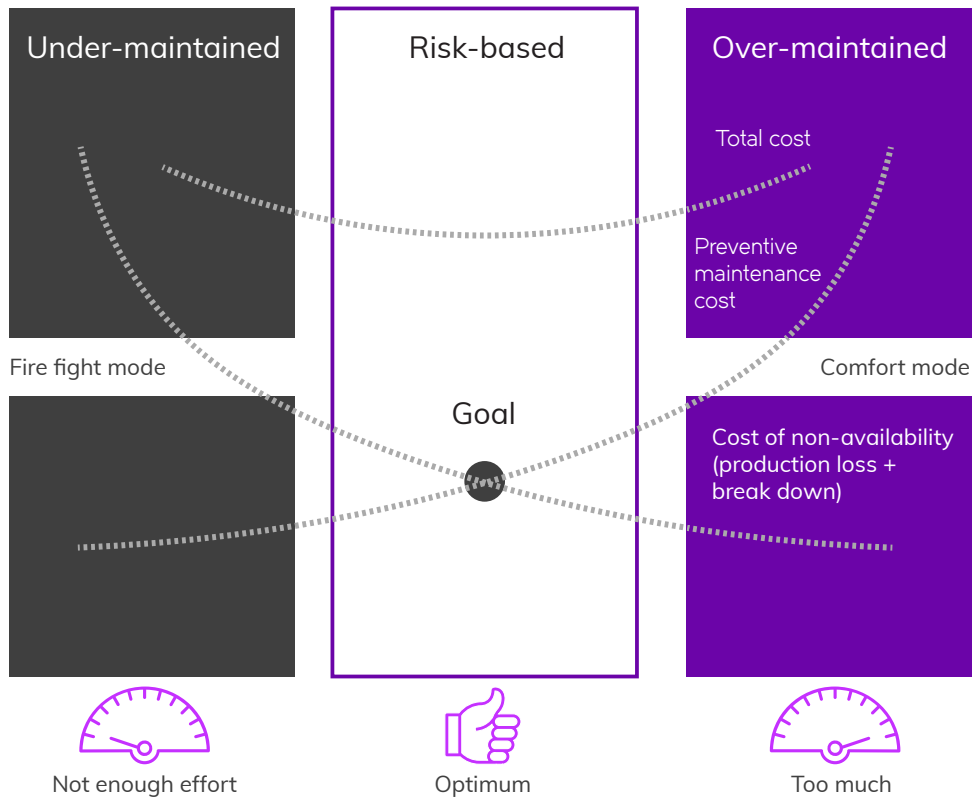 Under-maintained
Risk-based
Over-maintained
Total cost
Preventive
maintenance
cost
Fire fight mode
Comfort mode
Goal
Cost of non-availability
(production loss +
break down)
Not enough effort
Optimum
Too much